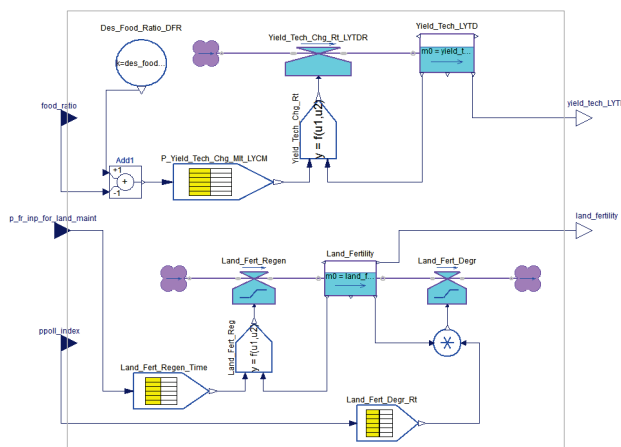 Des_Food_Ratio_DFR
k=des_food...
Yield_Tech_Chg_Rt_LYTDR
Yield_Tech_LYTD
m0 = yield_t...
food_ratio
yield_tech_LYTD
Yield_Tech_Chg_Rt
y = f(u1,u2)
Add1
+1
+
-1
P_Yield_Tech_Chg_Mlt_LYCM
p_fr_inp_for_land_maint
land_fertility
Land_Fert_Regen
Land_Fertility
Land_Fert_Degr
m0 = land_f...
ppoll_index
Land_Fert_Reg
y = f(u1,u2)
Land_Fert_Regen_Time
Land_Fert_Degr_Rt